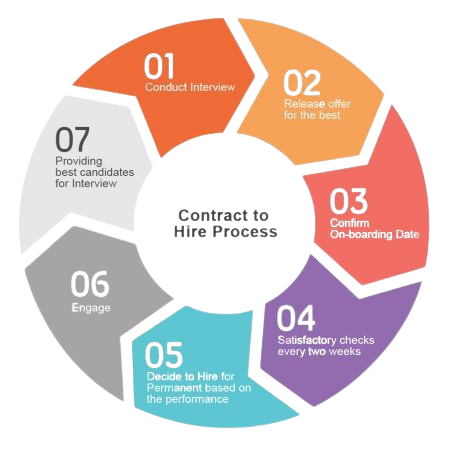 01
Conduct Interview
02
Release offer
for the best
03
Confirm
On-boarding Date
04
Satisfactory checks
every two weeks
05
Decide to Hire for
Permanent based on
the performance
06
Engage
07
Providing
best candidates
for Interview
Contract to
Hire Process